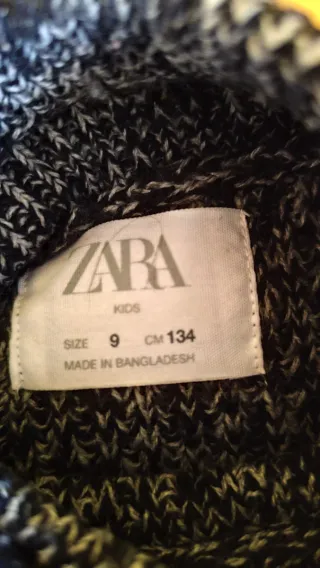 ZARA
KIDS
SIZE 9 CM 134
MADE IN BANGLADESH